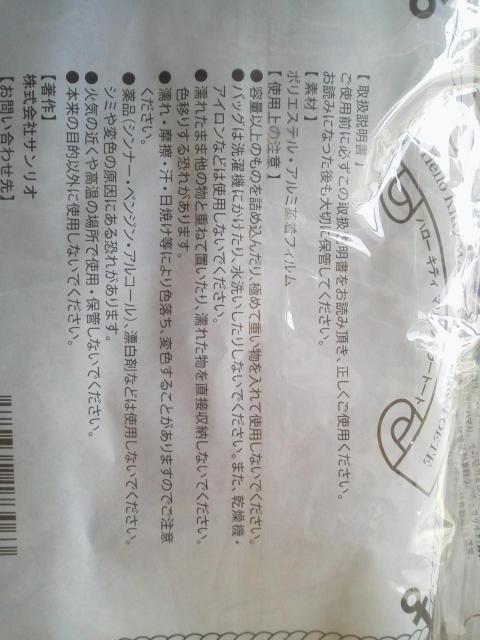 Hello Kitty
ハロー キティ マ
トート
【取扱説明書】
ご使用前に必ずこの取扱説明書をお読み頂き、正しくご使用ください。
お読みになった後も大切に保管してください。
【素材】
ポリエステル・アルミ蒸着フィルム
【使用上の注意】
●容量以上のものを詰め込んだり、極めて重い物を入れて使用しないでください。
●バッグは洗濯機にかけたり、水洗いしたりしないでください。また、乾燥機・
アイロンなどは使用しないでください。
●濡れたまま他の物と重ねて置いたり、濡れた物を直接収納しないでください。
色移りする恐れがあります。
●濡れ・摩擦・汗・日焼け等により色落ち、変色することがありますのでご注意
ください。
●薬品(シンナー・ベンジン・アルコール)、漂白剤などは使用しないでください。
シミや変色の原因にある恐れがあります。
●火気の近くや高温の場所で使用・保管しないでください。
●本来の目的以外に使用しないでください。
【著作】
株式会社サンリオ
【お問い合わせ先】